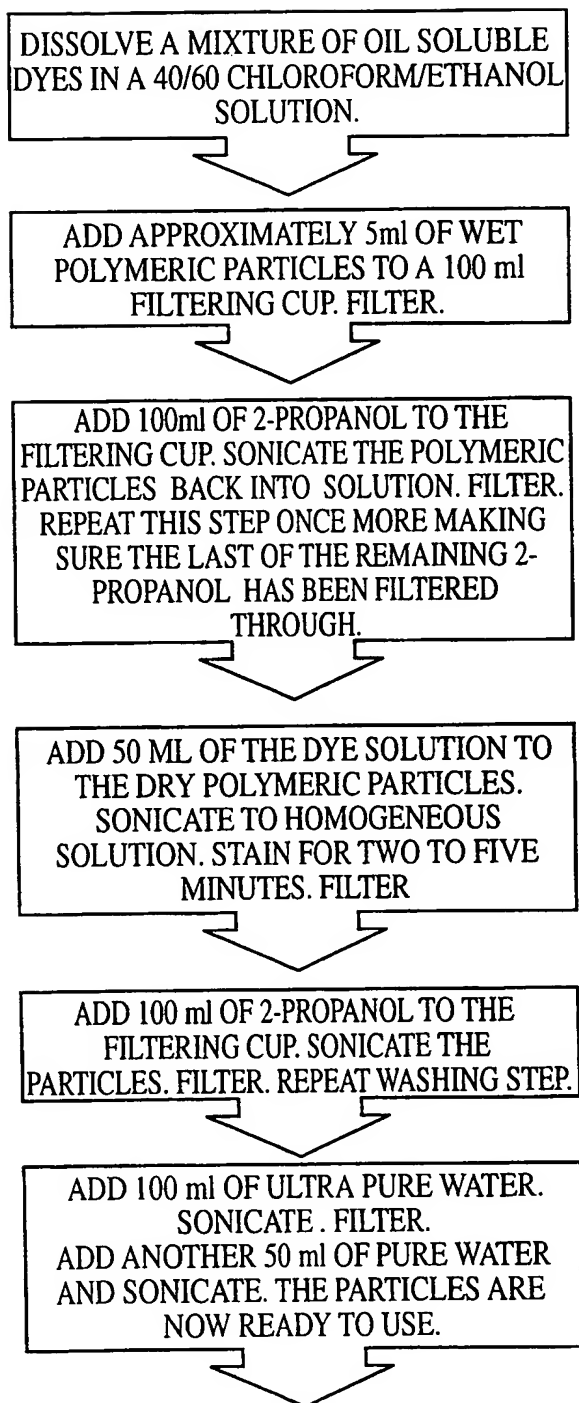 DISSOLVE A MIXTURE OF OIL SOLUBLE
DYES IN A 40/60 CHLOROFORM/ETHANOL
SOLUTION.
ADD APPROXIMATELY 5ml OF WET
POLYMERIC PARTICLES TO A 100 ml
FILTERING CUP. FILTER.
ADD 100ml OF 2-PROPANOL TO THE
FILTERING CUP. SONICATE THE POLYMERIC
PARTICLES BACK INTO SOLUTION. FILTER.
REPEAT THIS STEP ONCE MORE MAKING
SURE THE LAST OF THE REMAINING 2-
PROPANOL HAS BEEN FILTERED
THROUGH.
ADD 50 ML OF THE DYE SOLUTION TO
THE DRY POLYMERIC PARTICLES.
SONICATE TO HOMOGENEOUS
SOLUTION. STAIN FOR TWO TO FIVE
MINUTES. FILTER
ADD 100 ml OF 2-PROPANOL TO THE
FILTERING CUP. SONICATE THE
PARTICLES. FILTER. REPEAT WASHING STEP.
ADD 100 ml OF ULTRA PURE WATER.
SONICATE . FILTER.
ADD ANOTHER 50 ml OF PURE WATER
AND SONICATE. THE PARTICLES ARE
NOW READY TO USE.